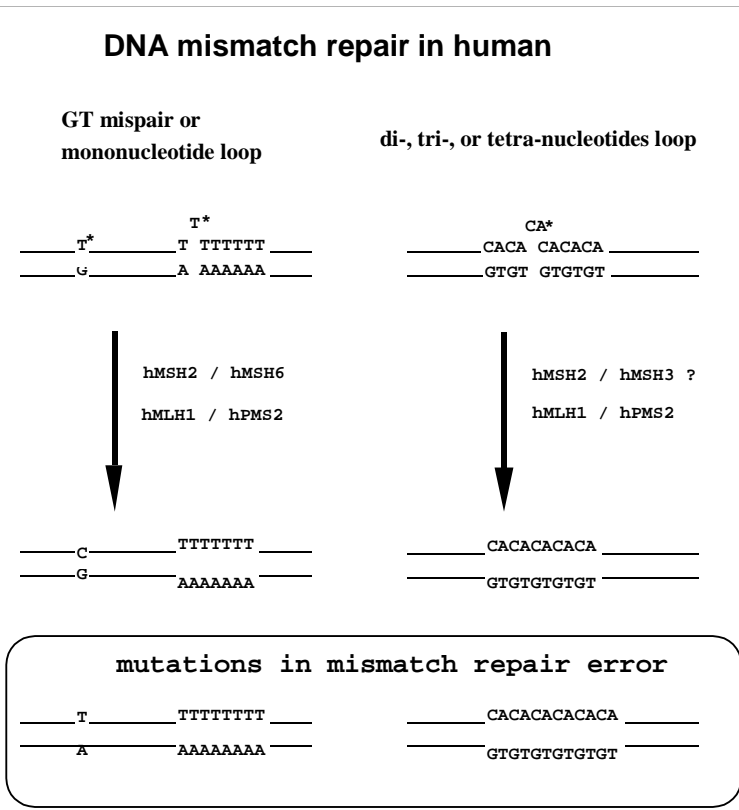 DNA mismatch repair in human
GT mispair or
mononucleotide loop
di-, tri-, or tetra-nucleotides loop
T*
T* T TTTTTT
G A AAAAAA
CA*
CACA CACACA
GTGT GTGTGT
hMSH2 / hMSH6
hMLH1 / hPMS2
hMSH2 / hMSH3 ?
hMLH1 / hPMS2
C TTTTTTT
G AAAAAAA
CACACACACA
GTGTGTGTGT
mutations in mismatch repair error
T TTTTTTTT
A AAAAAAAA
CACACACACACA
GTGTGTGTGTGT